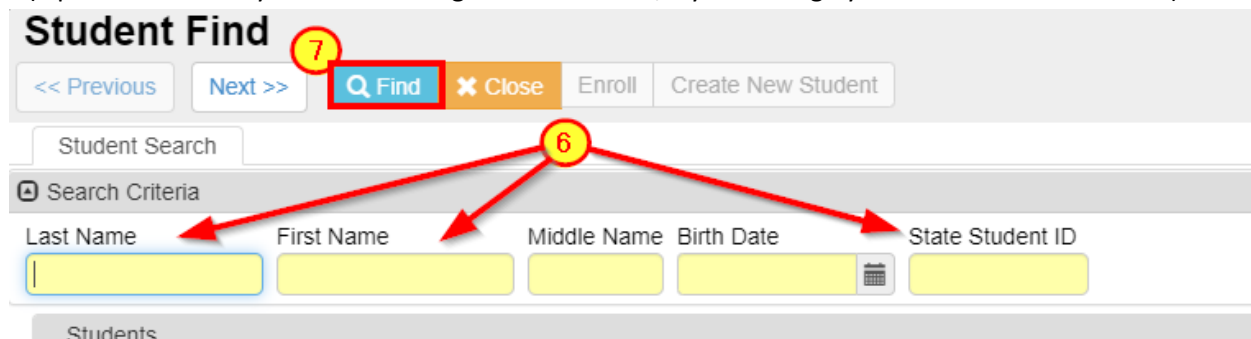 Student Find
7
<< Previous Next >> Find Close Enroll Create New Student
Student Search
6
Search Criteria
Last Name First Name Middle Name Birth Date State Student ID
Students